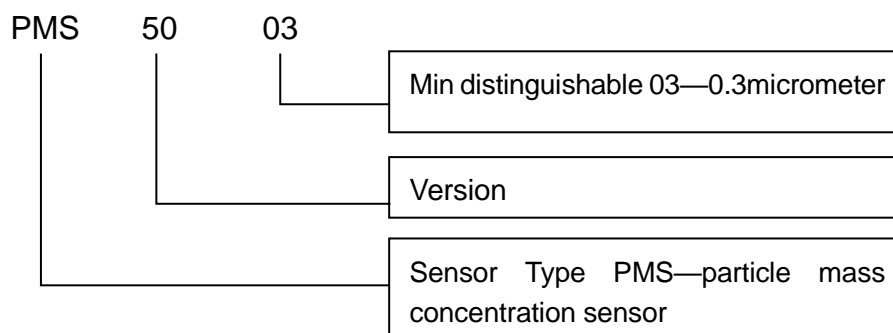 PMS 50 03
Min distinguishable 03—0.3micrometer
Version
Sensor Type PMS—particle mass
concentration sensor